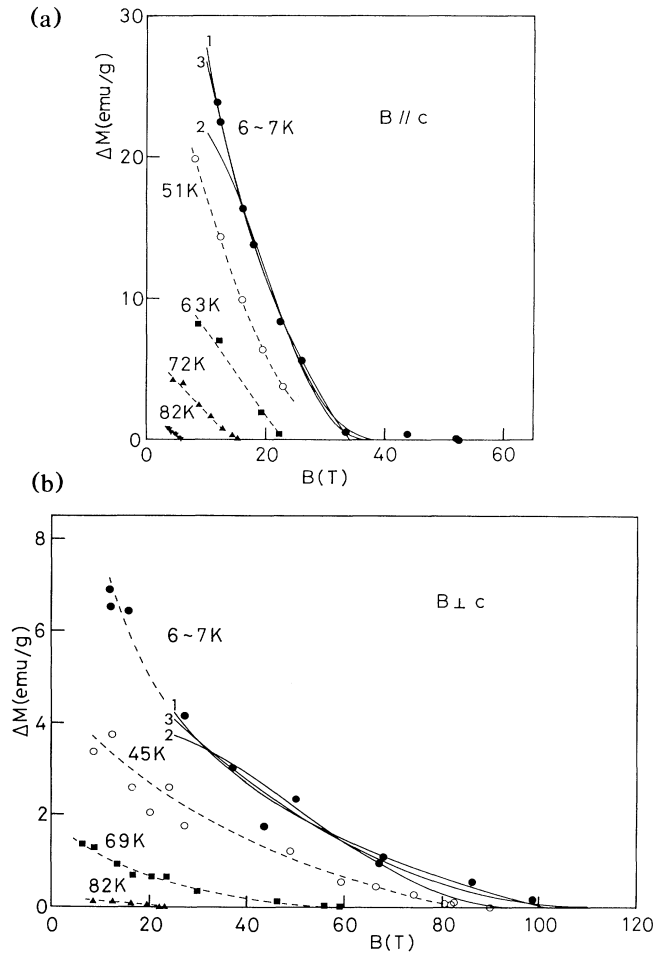 (a)
30
20
10
0
ΔM(emu/g)
1
3
2
6~7K
B // c
51K
63K
72K
82K
0 20 40 60
B(T)
(b)
8
6
4
2
0
ΔM(emu/g)
B ⊥ c
6~7K
1
3
2
45K
69K
82K
0 20 40 60 80 100 120
B(T)